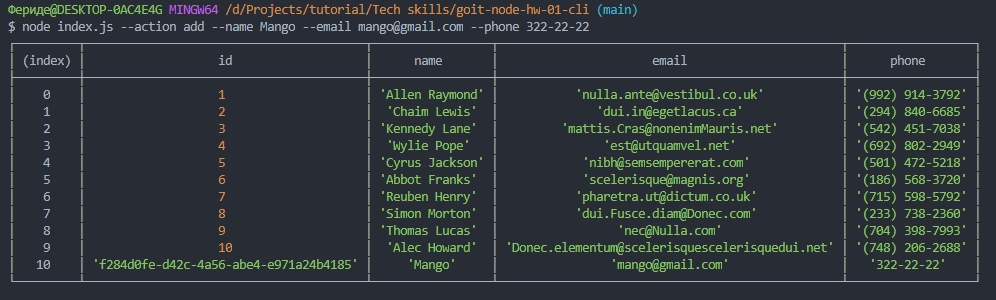 Фериде@DESKTOP-0AC4E4G MINGW64 /d/Projects/tutorial/Tech skills/goit-node-hw-01-cli (main)
$ node index.js --action add --name Mango --email mango@gmail.com --phone 322-22-22
(index) id name email phone
0 1 'Allen Raymond' 'nulla.ante@vestibul.co.uk' '(992) 914-3792'
1 2 'Chaim Lewis' 'dui.in@egetlacus.ca' '(294) 840-6685'
2 3 'Kennedy Lane' 'mattis.Cras@nonenimMauris.net' '(542) 451-7038'
3 4 'Wylie Pope' 'est@utquamvel.net' '(692) 802-2949'
4 5 'Cyrus Jackson' 'nibh@semsempererat.com' '(501) 472-5218'
5 6 'Abbot Franks' 'scelerisque@magnis.org' '(186) 568-3720'
6 7 'Reuben Henry' 'pharetra.ut@dictum.co.uk' '(715) 598-5792'
7 8 'Simon Morton' 'dui.Fusce.diam@Donec.com' '(233) 738-2360'
8 9 'Thomas Lucas' 'nec@Nulla.com' '(704) 398-7993'
9 10 'Alec Howard' 'Donec.elementum@scelerisquescelerisquedui.net' '(748) 206-2688'
10 'f284d0fe-d42c-4a56-abe4-e971a24b4185' 'Mango' 'mango@gmail.com' '322-22-22'